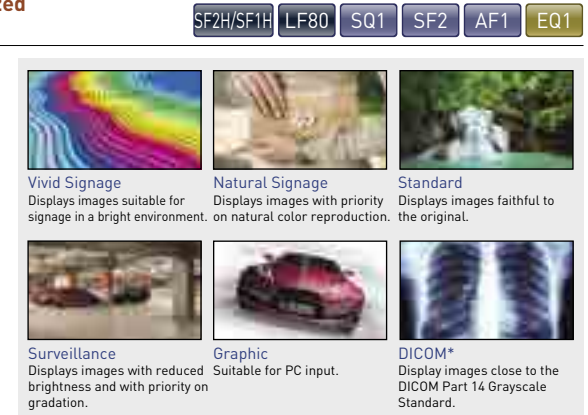 SF2H/SF1H LF80 SQ1 SF2 AF1 EQ1
Vivid Signage
Displays images suitable for
signage in a bright environment.
Natural Signage
Displays images with priority
on natural color reproduction.
Standard
Displays images faithful to
the original.
Surveillance
Displays images with reduced
brightness and with priority on
gradation.
Graphic
Suitable for PC input.
DICOM*
Display images close to the
DICOM Part 14 Grayscale
Standard.